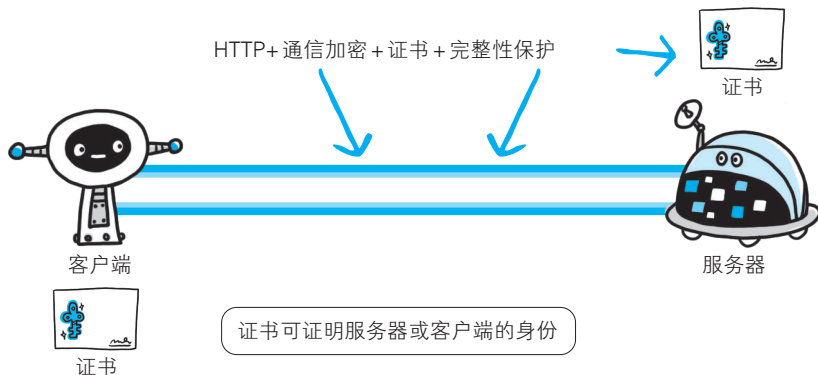 HTTP+ 通信加密 + 证书 + 完整性保护
证书
客户端
服务器
证书可证明服务器或客户端的身份
证书